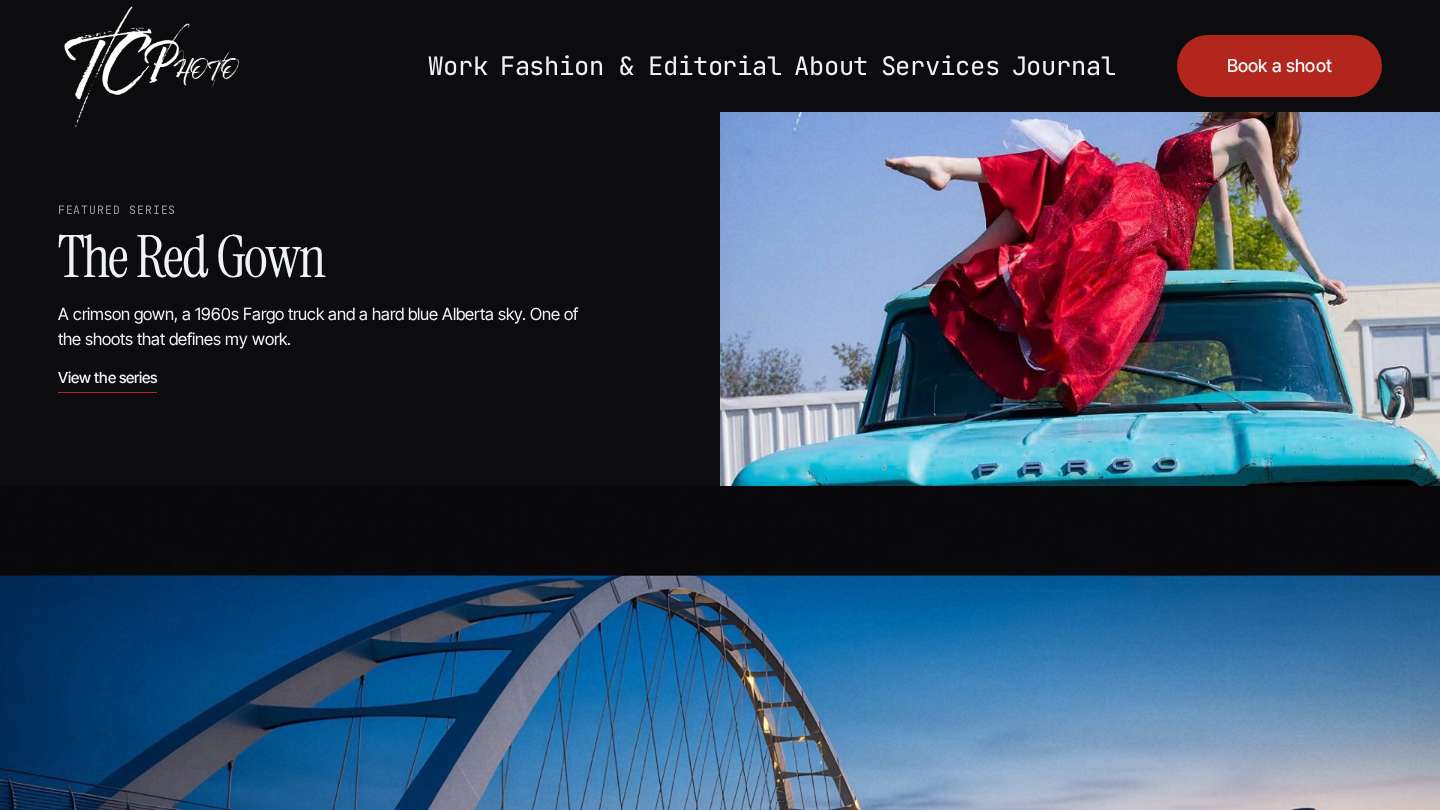 TCPHOTO
Work Fashion & Editorial About Services Journal
Book a shoot
FEATURED SERIES
The Red Gown
A crimson gown, a 1960s Fargo truck and a hard blue Alberta sky. One of
the shoots that defines my work.
View the series
FARGO